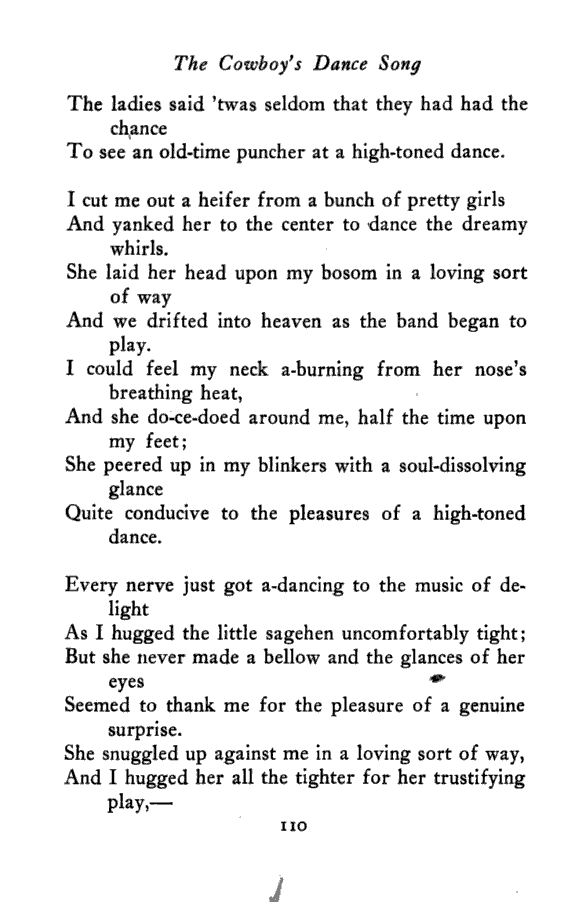 The Cowboy's Dance Song
The ladies said 'twas seldom that they had had the
chance
To see an old-time puncher at a high-toned dance.
I cut me out a heifer from a bunch of pretty girls
And yanked her to the center to dance the dreamy
whirls.
She laid her head upon my bosom in a loving sort
of way
And we drifted into heaven as the band began to
play.
I could feel my neck a-burning from her nose's
breathing heat,
And she do-ce-doed around me, half the time upon
my feet;
She peered up in my blinkers with a soul-dissolving
glance
Quite conducive to the pleasures of a high-toned
dance.
Every nerve just got a-dancing to the music of de-
light
As I hugged the little sagehen uncomfortably tight;
But she never made a bellow and the glances of her
eyes
Seemed to thank me for the pleasure of a genuine
surprise.
She snuggled up against me in a loving sort of way,
And I hugged her all the tighter for her trustifying
play,—
110